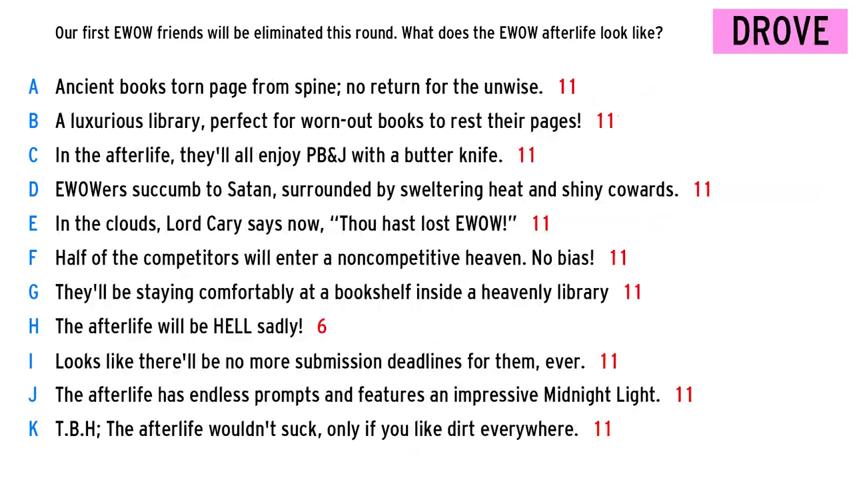 Our first EWOW friends will be eliminated this round. What does the EWOW afterlife look like?
DROVE
A Ancient books torn page from spine; no return for the unwise. 11
B A luxurious library, perfect for worn-out books to rest their pages! 11
C In the afterlife, they'll all enjoy PB&J with a butter knife. 11
D EWOWers succumb to Satan, surrounded by sweltering heat and shiny cowards. 11
E In the clouds, Lord Cary says now, “Thou hast lost EWOW!” 11
F Half of the competitors will enter a noncompetitive heaven. No bias! 11
G They'll be staying comfortably at a bookshelf inside a heavenly library 11
H The afterlife will be HELL sadly! 6
I Looks like there'll be no more submission deadlines for them, ever. 11
J The afterlife has endless prompts and features an impressive Midnight Light. 11
K T.B.H; The afterlife wouldn't suck, only if you like dirt everywhere. 11